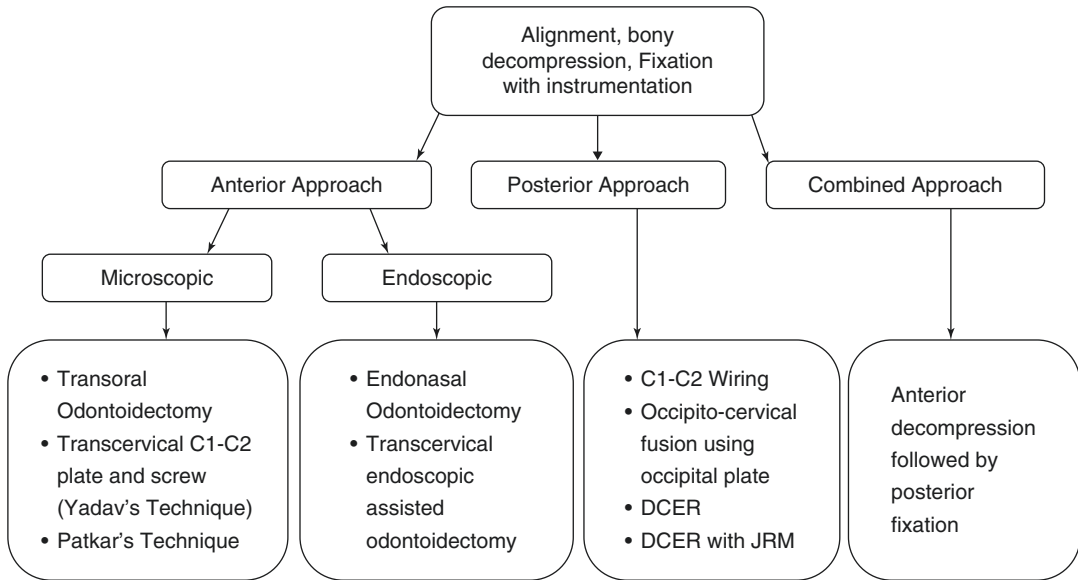 Alignment, bony
decompression, Fixation
with instrumentation
Anterior Approach
Posterior Approach
Combined Approach
Microscopic
Endoscopic
• Transoral
Odontoidectomy
• Transcervical C1-C2
plate and screw
(Yadav's Technique)
• Patkar's Technique
• Endonasal
Odontoidectomy
• Transcervical
endoscopic
assisted
odontoidectomy
• C1-C2 Wiring
• Occipito-cervical
fusion using
occipital plate
• DCER
• DCER with JRM
Anterior
decompression
followed by
posterior
fixation